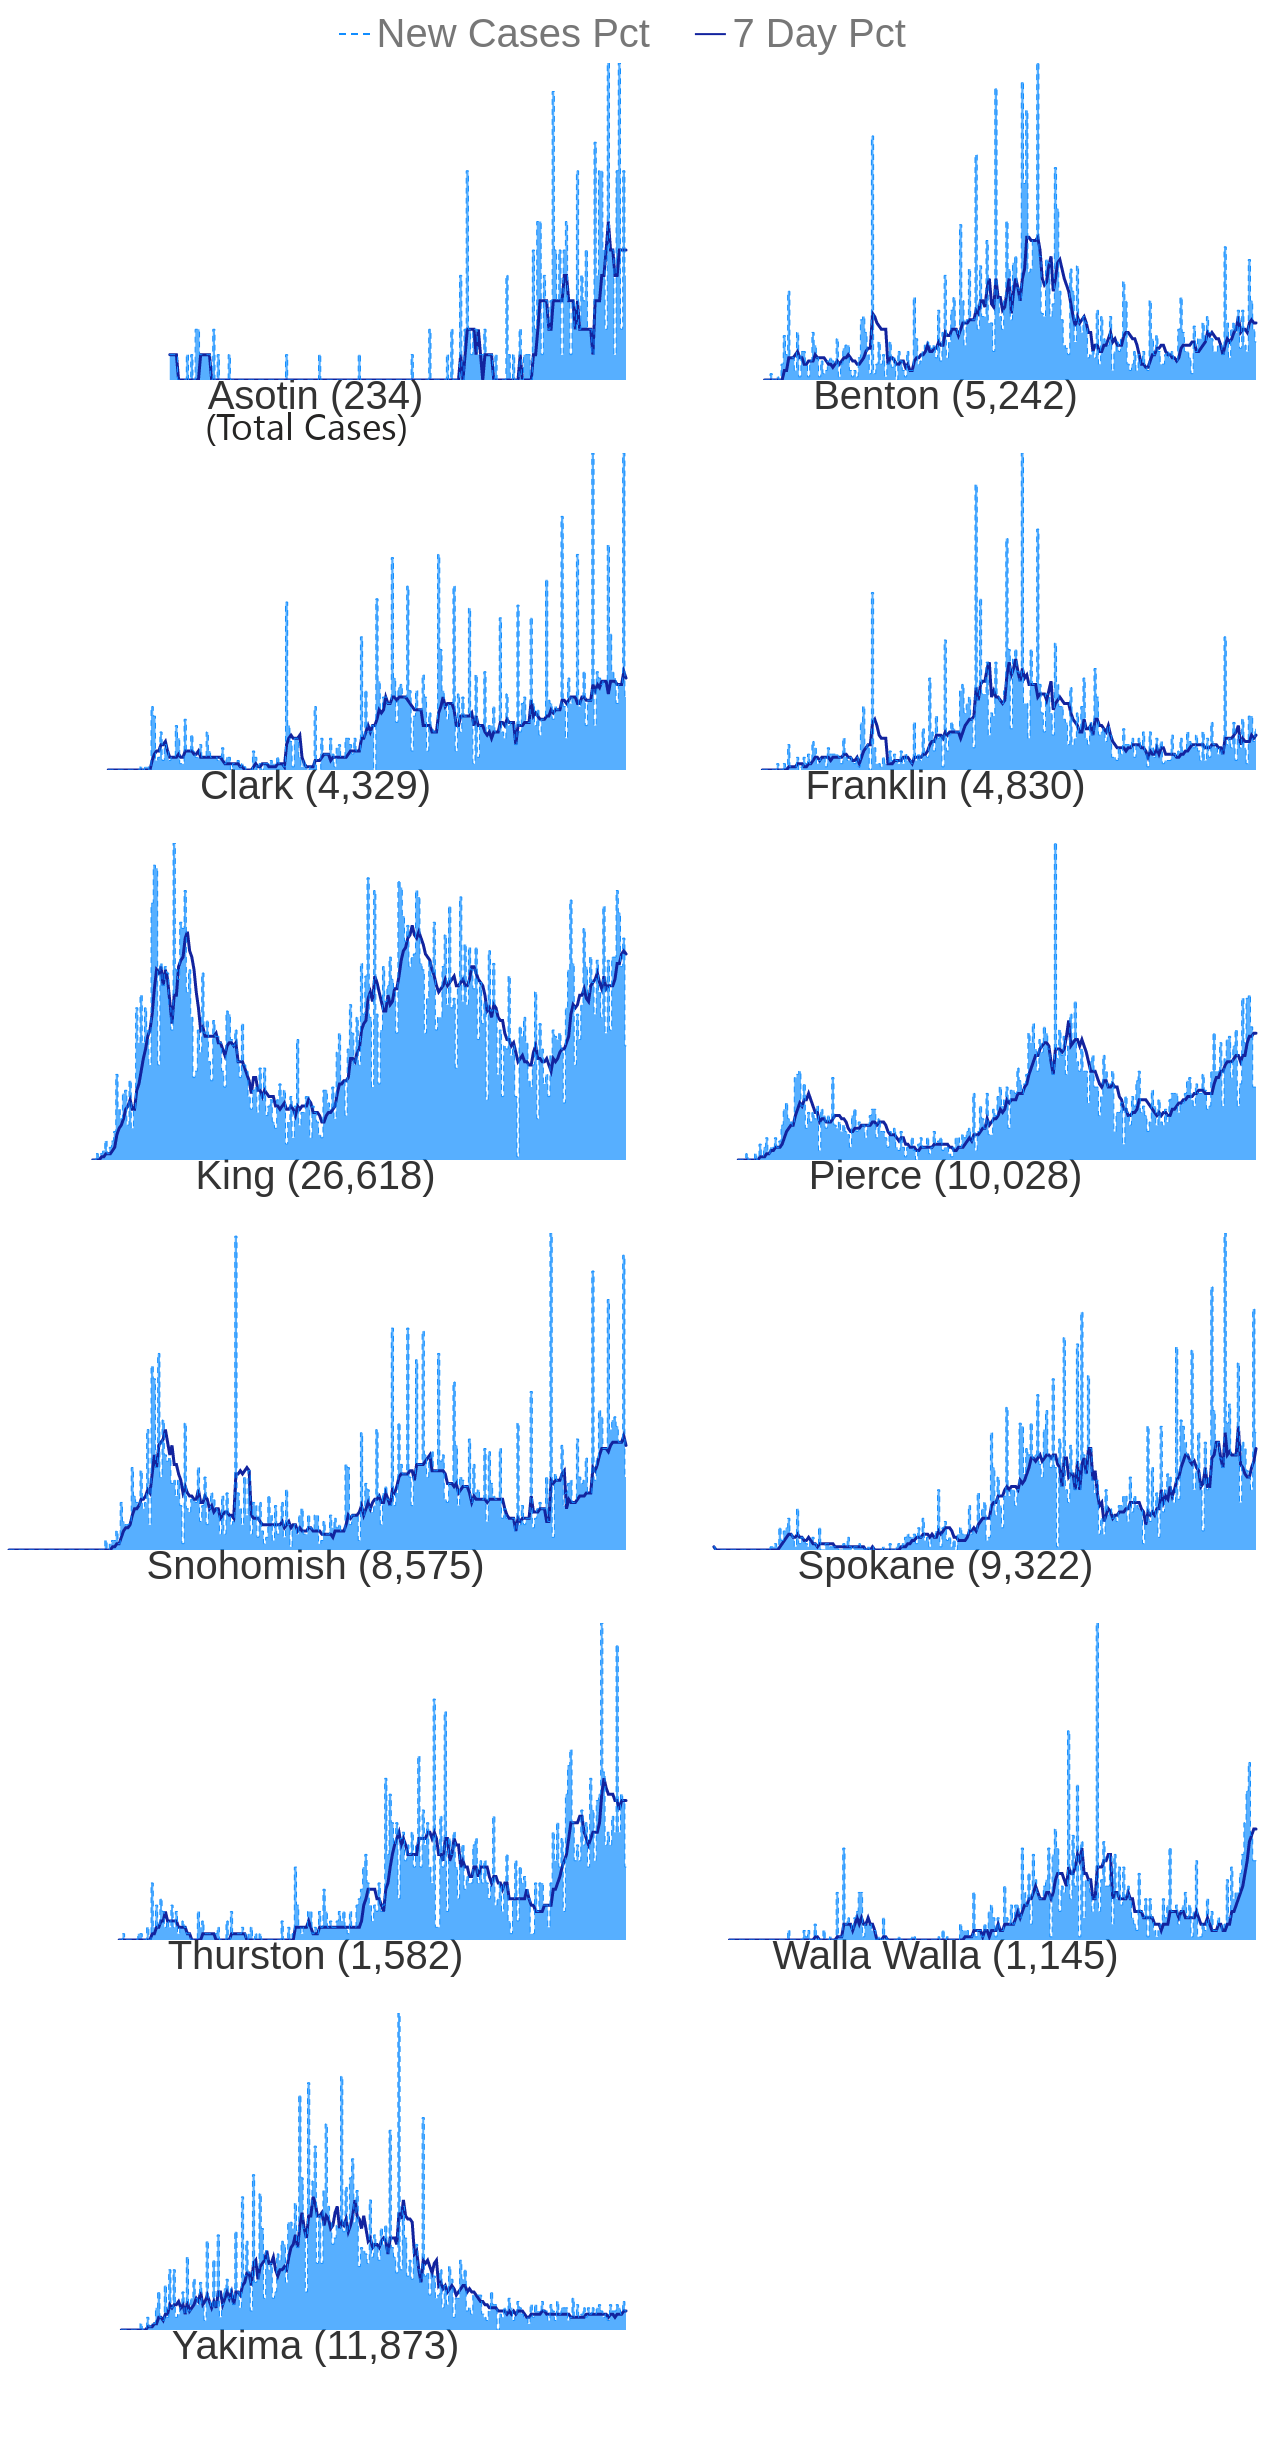 New Cases Pct 7 Day Pct
Asotin (234) Benton (5,242)
(Total Cases)
Clark (4,329) Franklin (4,830)
King (26,618) Pierce (10,028)
Snohomish (8,575) Spokane (9,322)
Thurston (1,582) Walla Walla (1,145)
Yakima (11,873)